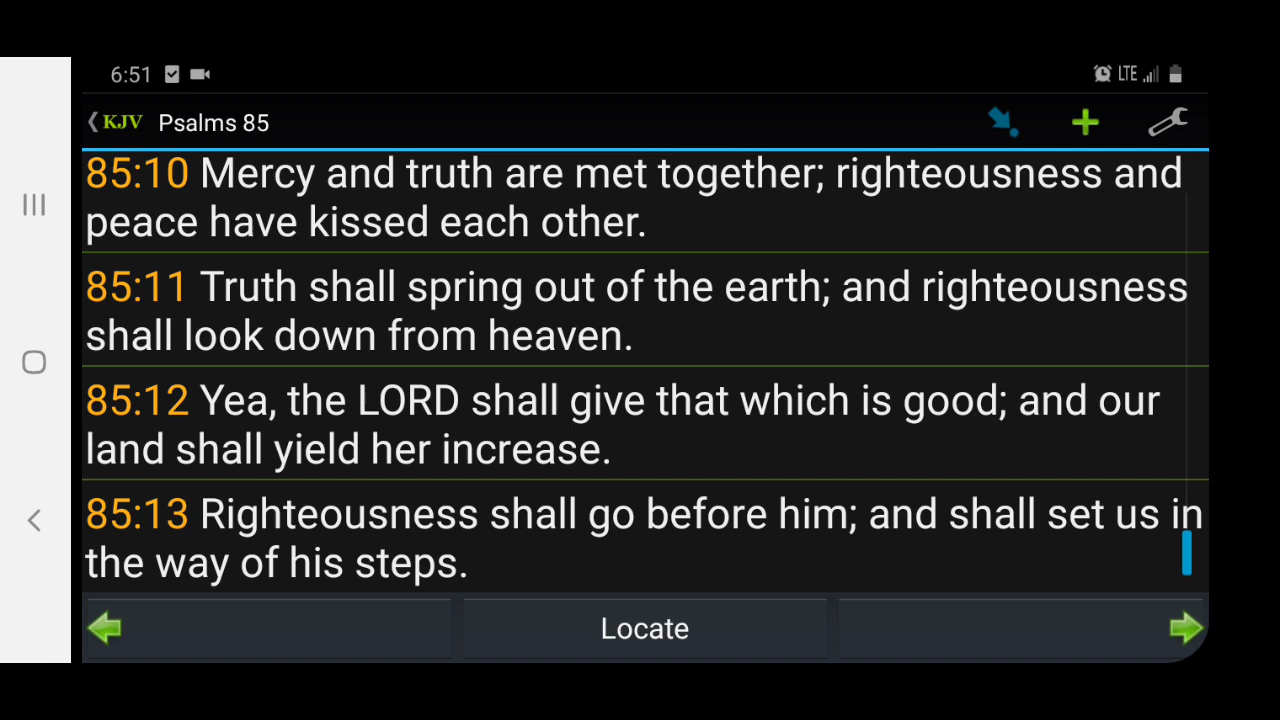 6:51 LTE
KJV Psalms 85
85:10 Mercy and truth are met together; righteousness and
peace have kissed each other.
85:11 Truth shall spring out of the earth; and righteousness
shall look down from heaven.
85:12 Yea, the LORD shall give that which is good; and our
land shall yield her increase.
85:13 Righteousness shall go before him; and shall set us in
the way of his steps.
Locate